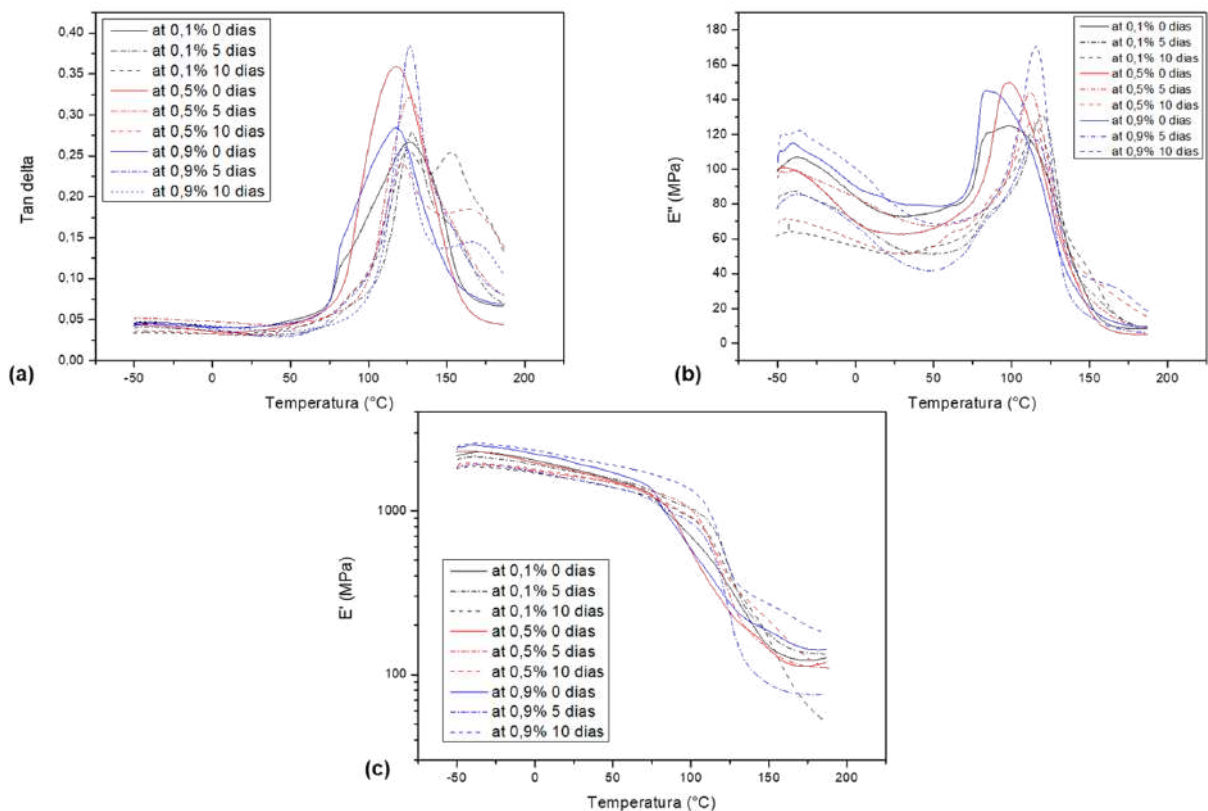 at 0,1% 0 dias
at 0,1% 5 dias
at 0,1% 10 dias
at 0,5% 0 dias
at 0,5% 5 dias
at 0,5% 10 dias
at 0,9% 0 dias
at 0,9% 5 dias
at 0,9% 10 dias
0,40
0,35
0,30
0,25
0,20
0,15
0,10
0,05
0,00
Tan delta
-50 0 50 100 150 200
Temperatura (°C)
(a)
at 0,1% 0 dias
at 0,1% 5 dias
at 0,1% 10 dias
at 0,5% 0 dias
at 0,5% 5 dias
at 0,5% 10 dias
at 0,9% 0 dias
at 0,9% 5 dias
at 0,9% 10 dias
180
160
140
120
100
80
60
40
20
0
E" (MPa)
-50 0 50 100 150 200
Temperatura (°C)
(b)
1000
100
E' (MPa)
at 0,1% 0 dias
at 0,1% 5 dias
at 0,1% 10 dias
at 0,5% 0 dias
at 0,5% 5 dias
at 0,5% 10 dias
at 0,9% 0 dias
at 0,9% 5 dias
at 0,9% 10 dias
-50 0 50 100 150 200
Temperatura (°C)
(c)